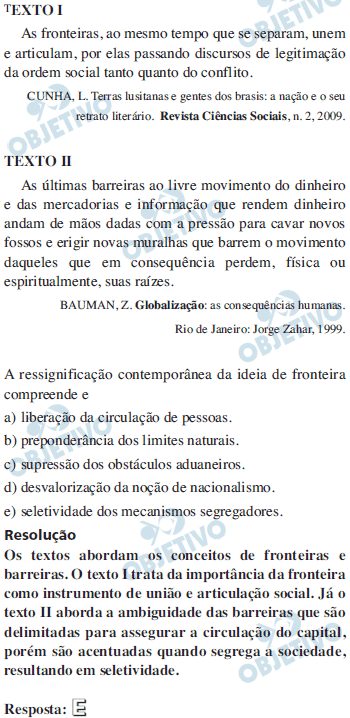 TEXTO I
As fronteiras, ao mesmo tempo que se separam, unem
e articulam, por elas passando discursos de legitimação
da ordem social tanto quanto do conflito.
CUNHA, L. Terras lusitanas e gentes dos brasis: a nação e o seu
retrato literário. Revista Ciências Sociais, n. 2, 2009.
TEXTO II
As últimas barreiras ao livre movimento do dinheiro
e das mercadorias e informação que rendem dinheiro
andam de mãos dadas com a pressão para cavar novos
fossos e erigir novas muralhas que barrem o movimento
daqueles que em consequência perdem, física ou
espiritualmente, suas raízes.
BAUMAN, Z. Globalização: as consequências humanas.
Rio de Janeiro: Jorge Zahar, 1999.
A ressignificação contemporânea da ideia de fronteira
compreende e
a) liberação da circulação de pessoas.
b) preponderância dos limites naturais.
c) supressão dos obstáculos aduaneiros.
d) desvalorização da noção de nacionalismo.
e) seletividade dos mecanismos segregadores.
Resolução
Os textos abordam os conceitos de fronteiras e
barreiras. O texto I trata da importância da fronteira
como instrumento de união e articulação social. Já o
texto II aborda a ambiguidade das barreiras que são
delimitadas para assegurar a circulação do capital,
porém são acentuadas quando segrega a sociedade,
resultando em seletividade.
Resposta: E
OBJETIVO
OBJETIVO
OBJETIVO
OBJETIVO
OBJETIVO
OBJETIVO
OBJETIVO